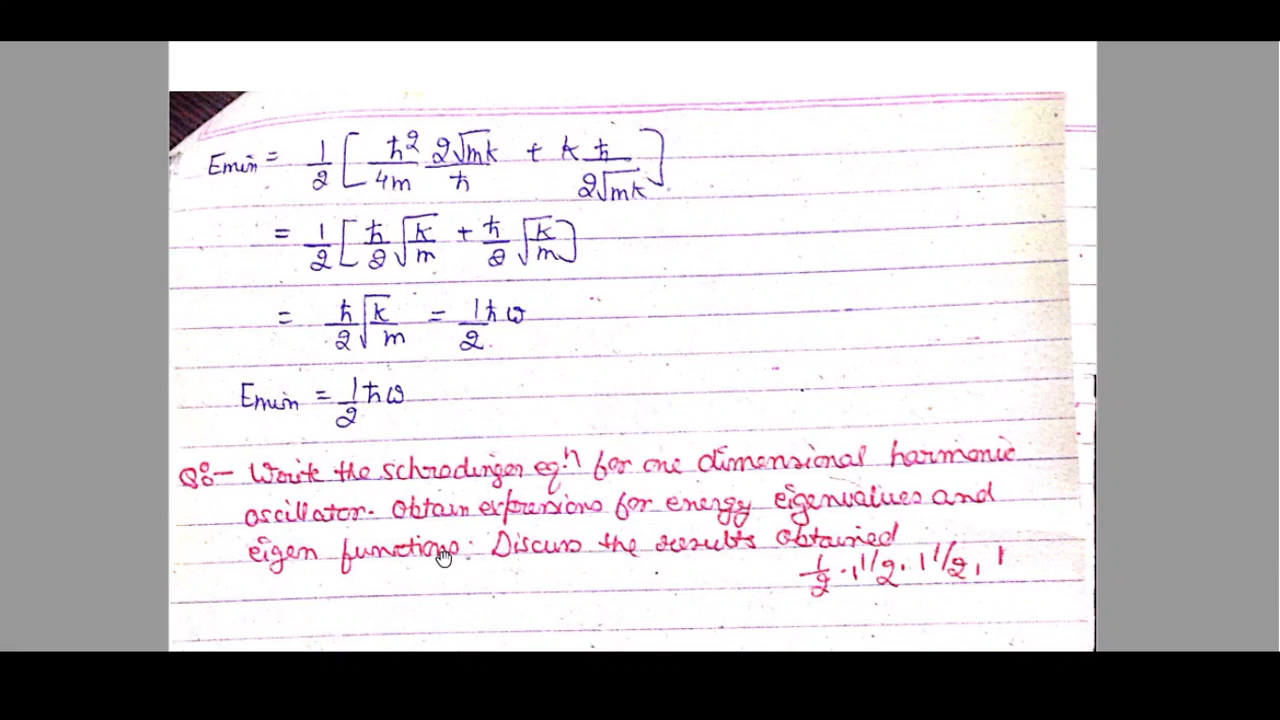 Emin = 1/2 [ ħ²/4m 2√mk/ħ + k ħ/2√mk ]
= 1/2 [ ħ/2 √k/m + ħ/2 √k/m ]
= ħ/2 √k/m = 1/2 ħω
Emin = 1/2 ħω
Q8:- Write the schrodinger eq.ⁿ for one dimensional harmonic
oscillator. Obtain expressions for energy eigenvalues and
eigen functions. Discuss the results obtained